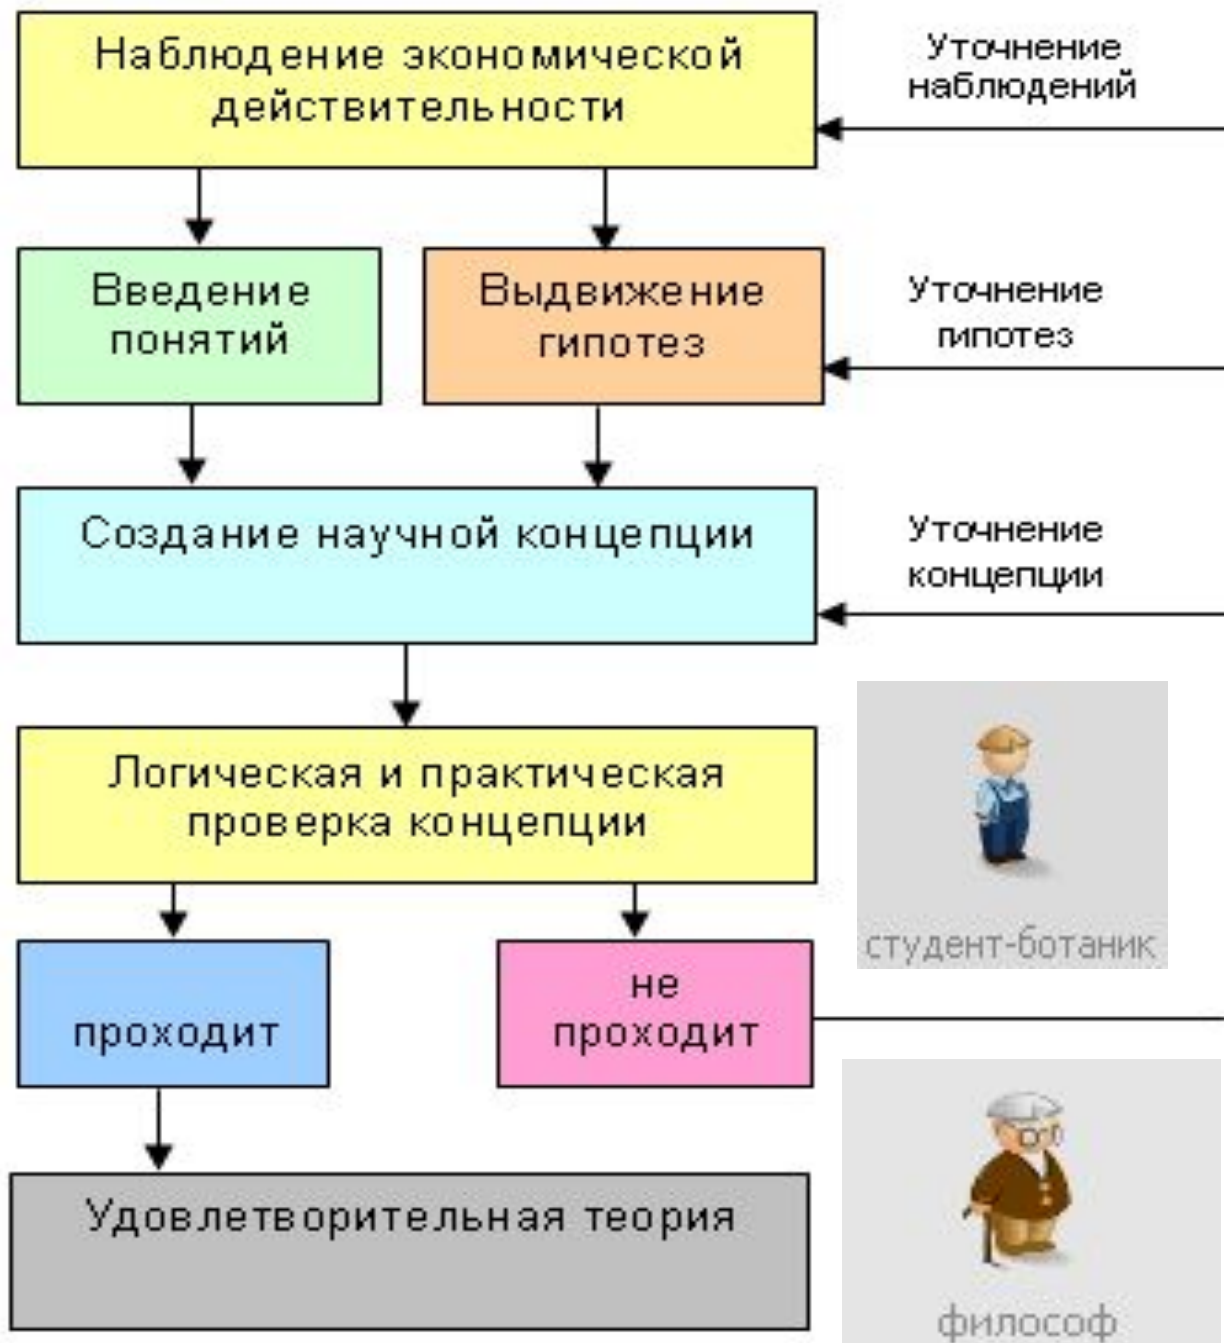 Наблюдение экономической
действительности
Уточнение
наблюдений
Введение
понятий
Выдвижение
гипотез
Уточнение
гипотез
Создание научной концепции
Уточнение
концепции
Логическая и практическая
проверка концепции
студент-ботаник
проходит
не
проходит
Удовлетворительная теория
философ